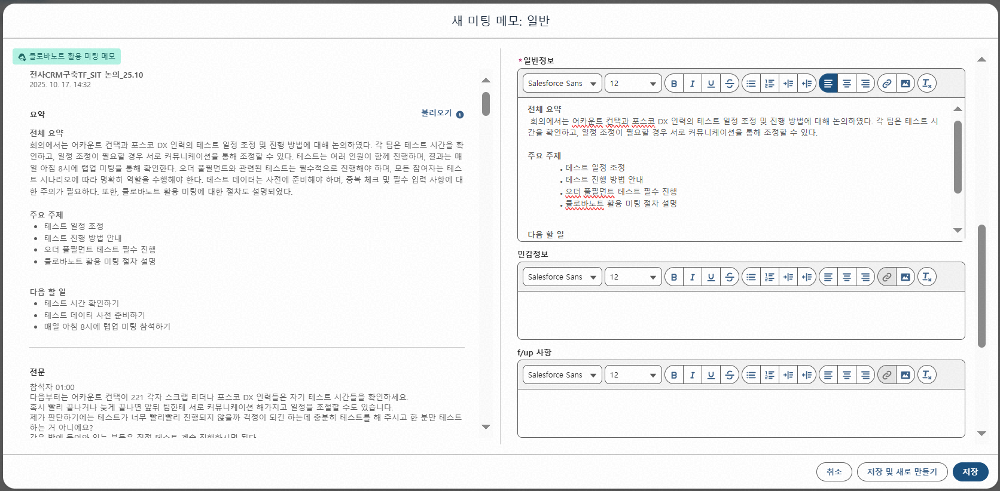 새 미팅 메모: 일반
클로바노트 활용 미팅 메모
전사CRM구축TF_SIT 논의_25.10
2025. 10. 17. 14:32
요약
불러오기
전체 요약
회의에서는 어카운트 컨택과 포스코 DX 인력의 테스트 일정 조정 및 진행 방법에 대해 논의하였다. 각 팀은 테스트 시간을 확
인하고, 일정 조정이 필요할 경우 서로 커뮤니케이션을 통해 조정할 수 있다. 테스트는 여러 인원이 함께 진행하며, 결과는 매
일 아침 8시에 랩업 미팅을 통해 확인한다. 오더 풀필먼트와 관련된 테스트는 필수적으로 진행해야 하며, 모든 참여자는 테스
트 시나리오에 따라 명확히 역할을 수행해야 한다. 테스트 데이터는 사전에 준비해야 하며, 중복 체크 및 필수 입력 사항에 대
한 주의가 필요하다. 또한, 클로바노트 활용 미팅에 대한 절차도 설명되었다.
주요 주제
• 테스트 일정 조정
• 테스트 진행 방법 안내
• 오더 풀필먼트 테스트 필수 진행
• 클로바노트 활용 미팅 절차 설명
다음 할 일
• 테스트 시간 확인하기
• 테스트 데이터 사전 준비하기
• 매일 아침 8시에 랩업 미팅 참석하기
전문
참석자 01:00
다음부터는 어카운트 컨택이 221 각자 스크랩 리더나 포스코 DX 인력들은 자기 테스트 시간들을 확인하세요.
혹시 빨리 끝나거나 늦게 끝나면 앞뒤 팀한테 서로 커뮤니케이션 해가지고 일정을 조절할 수도 있습니다.
제가 판단하기에는 테스트가 너무 빨리빨리 진행되지 않을까 걱정이 되긴 하는데 충분히 테스트를 해 주시고 한 분만 테스트
하는 거 아니에요?
* 일반정보
Salesforce Sans 12 B I U S
전체 요약
회의에서는 어카운트 컨택과 포스코 DX 인력의 테스트 일정 조정 및 진행 방법에 대해 논의하였다. 각 팀은 테스트 시
간을 확인하고, 일정 조정이 필요할 경우 서로 커뮤니케이션을 통해 조정할 수 있다.
주요 주제
• 테스트 일정 조정
• 테스트 진행 방법 안내
• 오더 풀필먼트 테스트 필수 진행
• 클로바노트 활용 미팅 절차 설명
다음 할 일
민감정보
Salesforce Sans 12 B I U S
f/up 사항
Salesforce Sans 12 B I U S
취소
저장 및 새로 만들기
저장